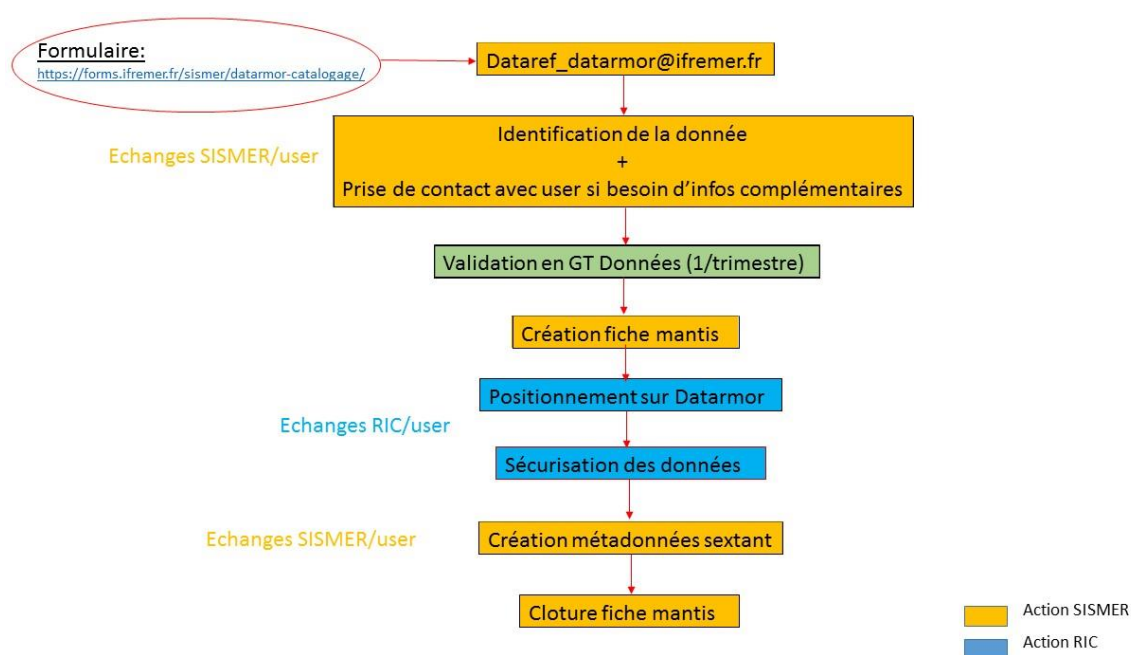 Formulaire:
https://forms.ifremer.fr/sismer/datarmor-catalogage/
Dataref_datarmor@ifremer.fr
Echanges SISMER/user
Identification de la donnée
+
Prise de contact avec user si besoin d'infos complémentaires
Validation en GT Données (1/trimestre)
Création fiche mantis
Positionnement sur Datarmor
Echanges RIC/user
Sécurisation des données
Echanges SISMER/user
Création métadonnées sextant
Cloture fiche mantis
Action SISMER
Action RIC